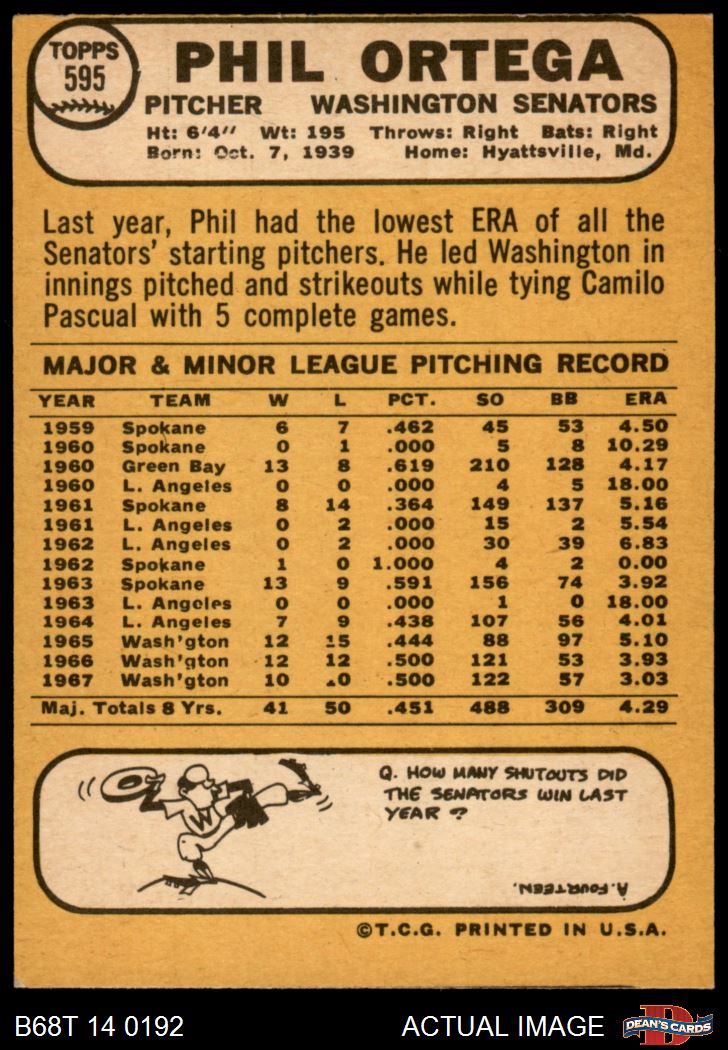 TOPPS
595
PHIL ORTEGA
PITCHER WASHINGTON SENATORS
Ht: 6'4" Wt: 195 Throws: Right Bats: Right
Born: Oct. 7, 1939 Home: Hyattsville, Md.
Last year, Phil had the lowest ERA of all the
Senators' starting pitchers. He led Washington in
innings pitched and strikeouts while tying Camilo
Pascual with 5 complete games.
MAJOR & MINOR LEAGUE PITCHING RECORD
YEAR TEAM W L PCT. SO BB ERA
1959 Spokane 6 7 .462 45 53 4.50
1960 Spokane 0 1 .000 5 8 10.29
1960 Green Bay 13 8 .619 210 128 4.17
1960 L. Angeles 0 0 .000 4 5 18.00
1961 Spokane 8 14 .364 149 137 5.16
1961 L. Angeles 0 2 .000 15 2 5.54
1962 L. Angeles 0 2 .000 30 39 6.83
1962 Spokane 1 0 1.000 4 2 0.00
1963 Spokane 13 9 .591 156 74 3.92
1963 L. Angeles 0 0 .000 1 0 18.00
1964 L. Angeles 7 9 .438 107 56 4.01
1965 Wash'gton 12 15 .444 88 97 5.10
1966 Wash'gton 12 12 .500 121 53 3.93
1967 Wash'gton 10 10 .500 122 57 3.03
Maj. Totals 8 Yrs. 41 50 .451 488 309 4.29
W
Q. HOW MANY SHUTOUTS DID
THE SENATORS WIN LAST
YEAR ?
A. FOURTEEN.
©T.C.G. PRINTED IN U.S.A.
B68T 14 0192 ACTUAL IMAGE
D
DEAN'S CARDS